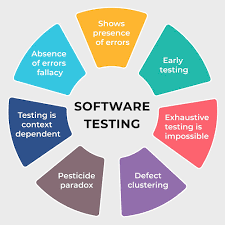 Shows
presence
of errors
Early
testing
Exhaustive
testing is
impossible
Defect
clustering
Pesticide
paradox
Testing is
context
dependent
Absence
of errors
fallacy
SOFTWARE
TESTING